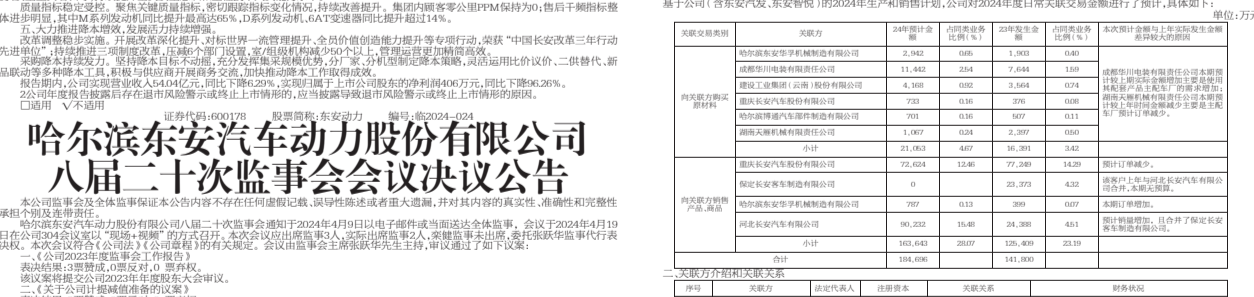 质量指标稳定受控。聚焦关键质量指标,密切跟踪指标变化情况,持续改善提升。集团内顾客零公里PPM保持为0;售后千频指标整
体进步明显,其中M系列发动机同比提升最高达65%,D系列发动机、6AT变速器同比提升超过14%。
五、大力推进降本增效,发展活力持续增强。
改革调整稳步实施。开展改革深化提升、对标世界一流管理提升、全员价值创造能力提升等专项行动,荣获“中国长安改革三年行动
先进单位”;持续推进三项制度改革,压减6个部门设置,室/组级机构减少50个以上,管理运营更加精简高效。
采购降本持续发力。坚持降本目标不动摇,充分发挥集采规模优势,分厂家、分机型制定降本策略,灵活运用比价议价、二供替代、新
品联动等多种降本工具,积极与供应商开展商务交流,加快推动降本工作取得成效。
报告期内,公司实现营业收入54.04亿元,同比下降6.29%,实现归属于上市公司股东的净利润406万元,同比下降96.26%。
2公司年度报告披露后存在退市风险警示或终止上市情形的,应当披露导致退市风险警示或终止上市情形的原因。
□适用 √不适用
证券代码:600178 股票简称:东安动力 编号:临2024-024
哈尔滨东安汽车动力股份有限公司
八届二十次监事会会议决议公告
本公司监事会及全体监事保证本公告内容不存在任何虚假记载、误导性陈述或者重大遗漏,并对其内容的真实性、准确性和完整性
承担个别及连带责任。
哈尔滨东安汽车动力股份有限公司八届二十次监事会通知于2024年4月9日以电子邮件或当面送达全体监事,会议于2024年4月19
日在公司304会议室以“现场+视频”的方式召开。本次会议应出席监事3人,实际出席监事2人,栾健监事未出席,委托张跃华监事代行表
决权。本次会议符合《公司法》《公司章程》的有关规定。会议由监事会主席张跃华先生主持,审议通过了如下议案:
一、《公司2023年度监事会工作报告》
表决结果:3票赞成,0票反对,0 票弃权。
该议案将提交公司2023年年度股东大会审议。
二、《关于公司计提减值准备的议案》
基于公司(含东安汽发、东安智悦)的2024年生产和销售计划,公司对2024年度日常关联交易金额进行了预计,具体如下:
单位:万元
关联交易类别 关联方 24年预计金额 占同类业务比例(%) 23年发生金额 占同类业务比例(%) 本次预计金额与上年实际发生金额差异较大的原因
向关联方购买原材料 哈尔滨东安华孚机械制造有限公司 2,942 0.65 1,903 0.40 成都华川电装有限责任公司本期预计较上期实际金额增加主要是使用其配套产品主配车厂的需求增加;湖南天雁机械有限责任公司本期预计较上年时间金额减少主要是主配车厂预计订单减少。
成都华川电装有限责任公司 11,442 2.54 7,644 1.59
建设工业集团(云南)股份有限公司 4,168 0.92 3,564 0.74
重庆长安汽车股份有限公司 733 0.16 376 0.08
哈尔滨博通汽车部件制造有限公司 701 0.16 507 0.11
湖南天雁机械有限责任公司 1,067 0.24 2,397 0.50
小计 21,053 4.67 16,391 3.42
向关联方销售产品、商品 重庆长安汽车股份有限公司 72,624 12.46 77,249 14.29 预计订单减少。
保定长安客车制造有限公司 0 23,373 4.32 该客户上年与河北长安汽车有限公司合并,本期无预算。
哈尔滨东安华孚机械制造有限公司 787 0.13 399 0.07 本期订单增加。
河北长安汽车有限公司 90,232 15.48 24,388 4.51 预计销量增加,且合并了保定长安客车制造有限公司。
小计 163,643 28.07 125,409 23.19
合计 184,696 141,800
二、关联方介绍和关联关系
序号 关联方 法定代表人 注册资本 关联关系 财务状况